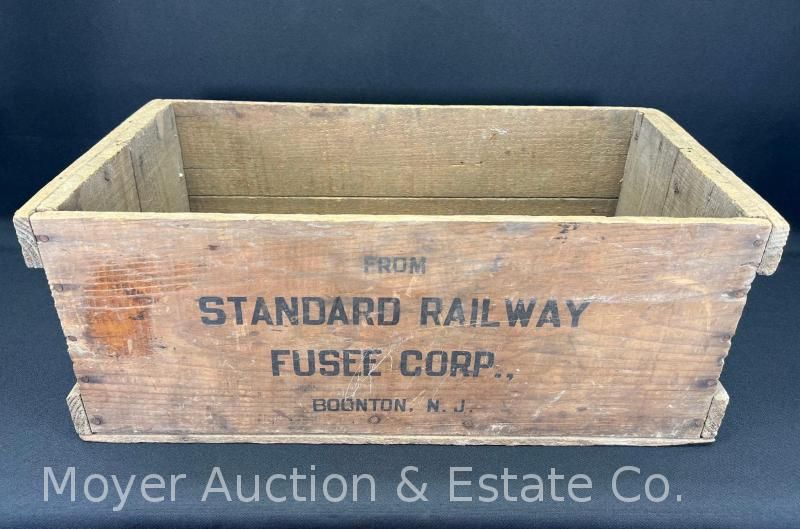 FROM
STANDARD RAILWAY
FUSEE CORP.,
BOONTON, N. J.
Moyer Auction & Estate Co.